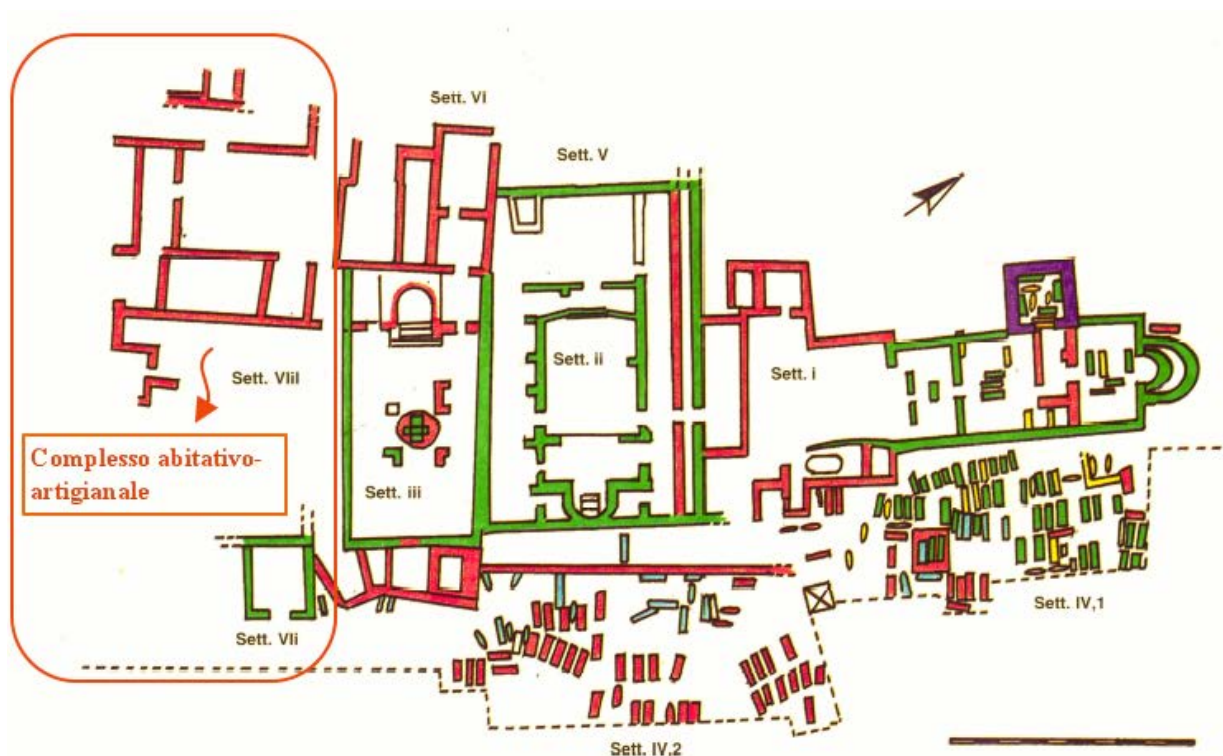 Sett. VI
Sett. V
Sett. ii
Sett. i
Sett. VIiI
Complesso abitativo-
artigianale
Sett. iii
Sett. VIi
Sett. IV,1
Sett. IV,2